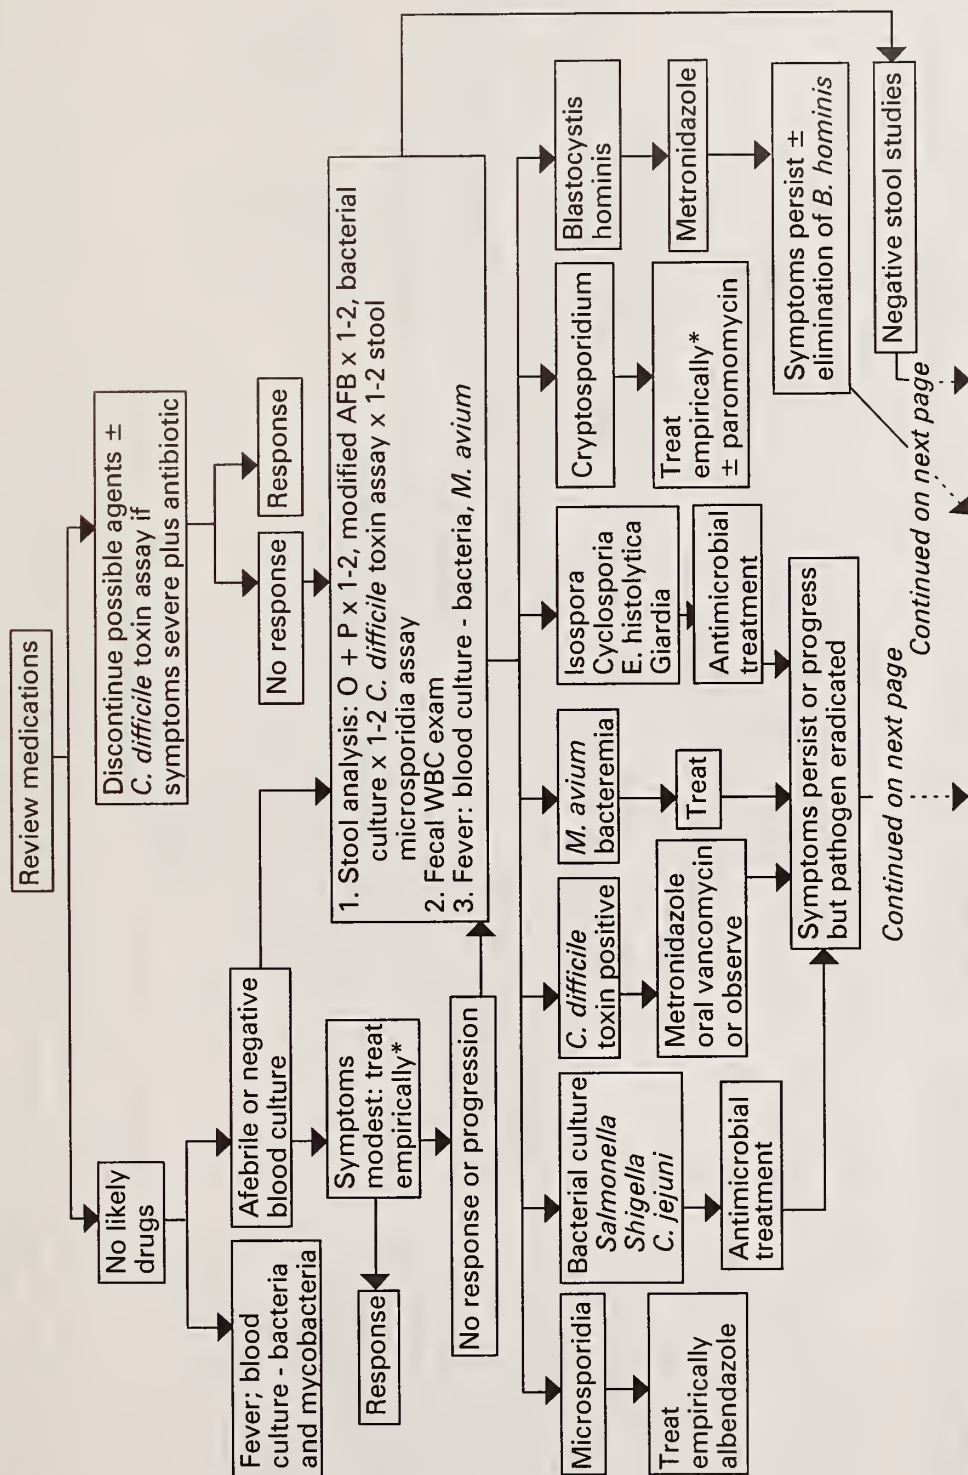 Review medications
No likely
drugs
Discontinue possible agents ±
C. difficile toxin assay if
symptoms severe plus antibiotic
Fever; blood
culture - bacteria
and mycobacteria
Afebrile or negative
blood culture
No response
Response
Symptoms
modest: treat
empirically*
Response
No response or progression
1. Stool analysis: O + P x 1-2, modified AFB x 1-2, bacterial
culture x 1-2 C. difficile toxin assay x 1-2 stool
microsporidia assay
2. Fecal WBC exam
3. Fever: blood culture - bacteria, M. avium
Microsporidia
Treat
empirically
albendazole
Bacterial culture
Salmonella
Shigella
C. jejuni
Antimicrobial
treatment
C. difficile
toxin positive
Metronidazole
oral vancomycin
or observe
M. avium
bacteremia
Treat
Isospora
Cyclosporia
E. histolytica
Giardia
Antimicrobial
treatment
Cryptosporidium
Treat
empirically*
± paromomycin
Blastocystis
hominis
Metronidazole
Symptoms persist or progress
but pathogen eradicated
Symptoms persist ±
elimination of B. hominis
Negative stool studies
Continued on next page
Continued on next page